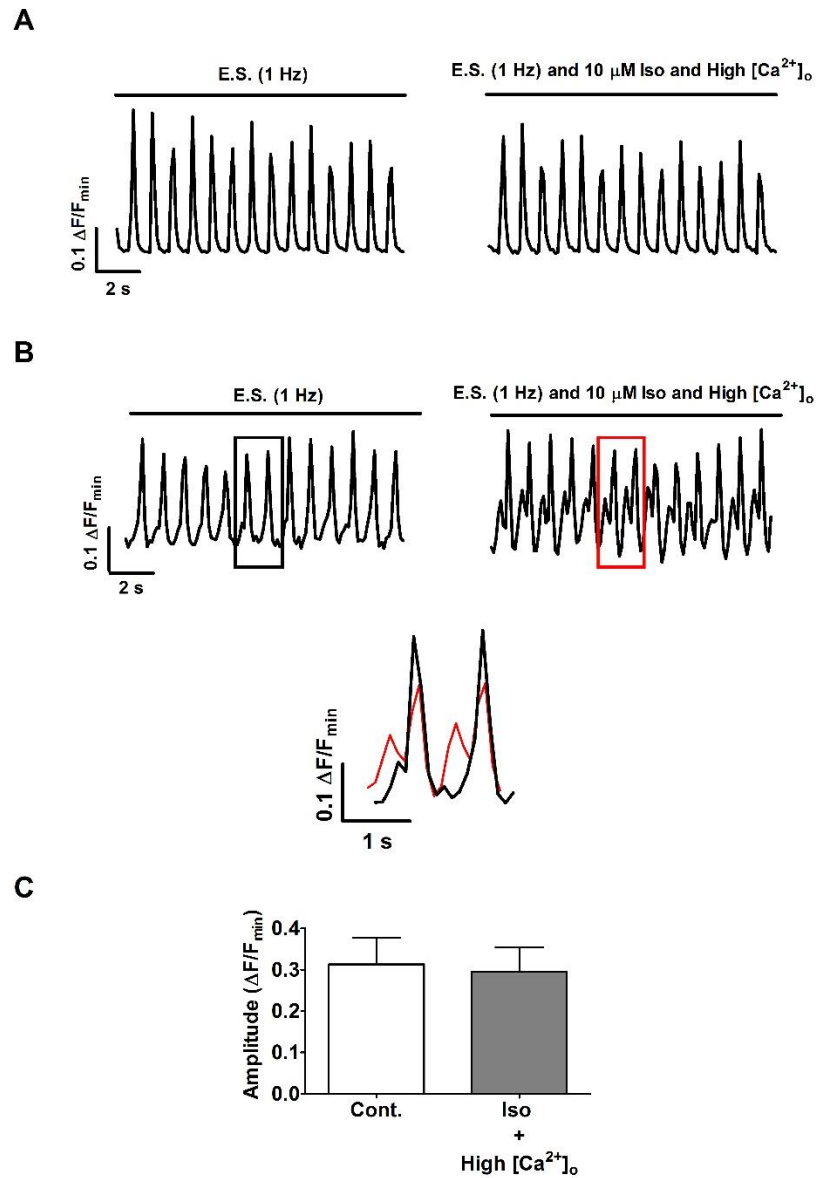 A
E.S. (1 Hz)
E.S. (1 Hz) and 10 μM Iso and High [Ca²⁺]ₒ
0.1 ΔF/Fmin
2 s
B
E.S. (1 Hz)
E.S. (1 Hz) and 10 μM Iso and High [Ca²⁺]ₒ
0.1 ΔF/Fmin
2 s
0.1 ΔF/Fmin
1 s
C
Amplitude (ΔF/Fmin)
0.4
0.3
0.2
0.1
0.0
Cont.
Iso
+
High [Ca²⁺]ₒ